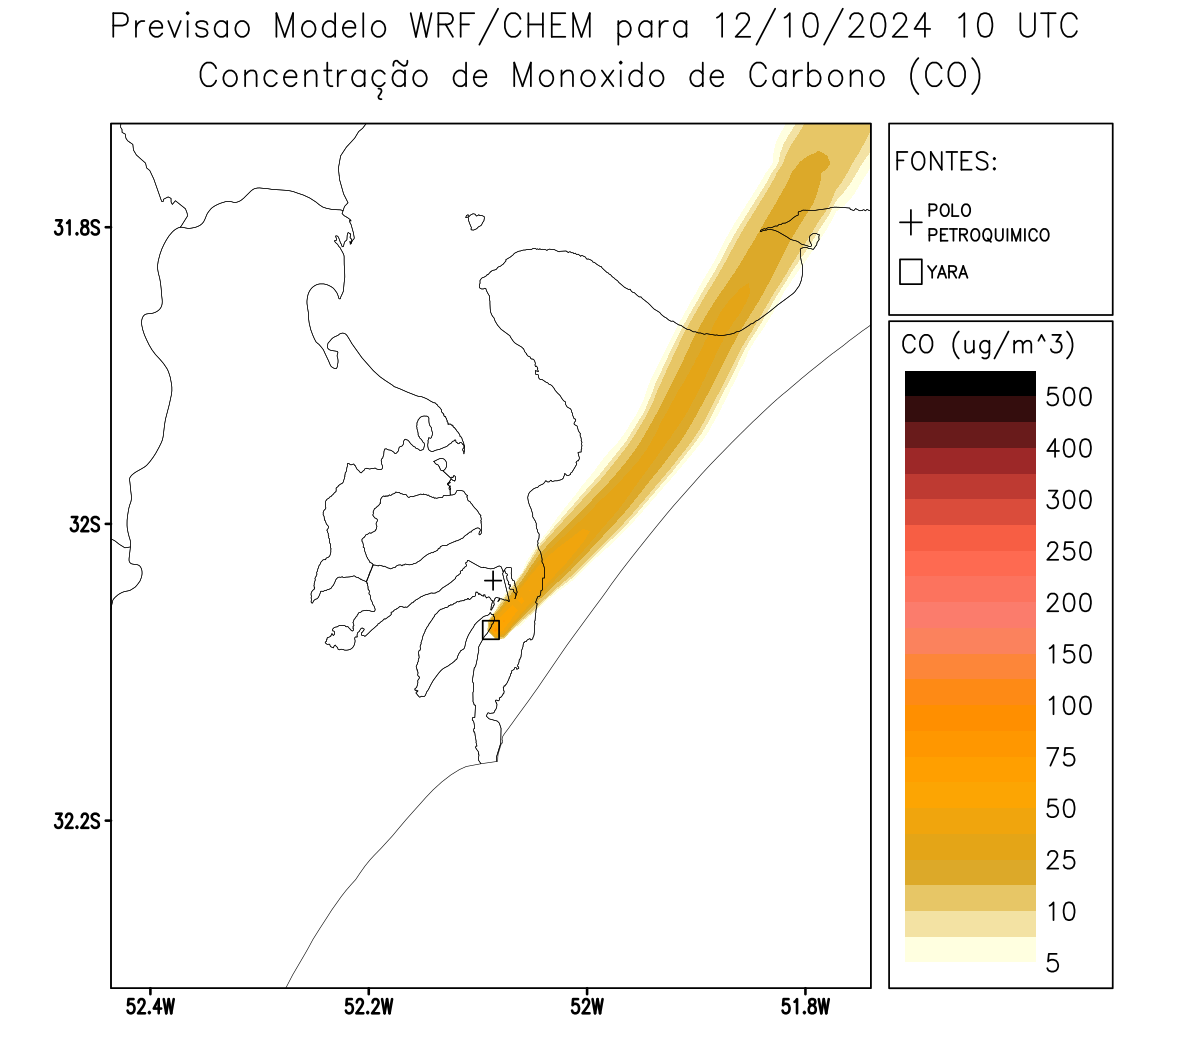 Previsao Modelo WRF/CHEM para 12/10/2024 10 UTC
Concentração de Monoxido de Carbono (CO)
FONTES:
POLO
PETROQUIMICO
YARA
CO (ug/m^3)
500
400
300
250
200
150
100
75
50
25
10
5
31.8S
32S
32.2S
52.4W
52.2W
52W
51.8W